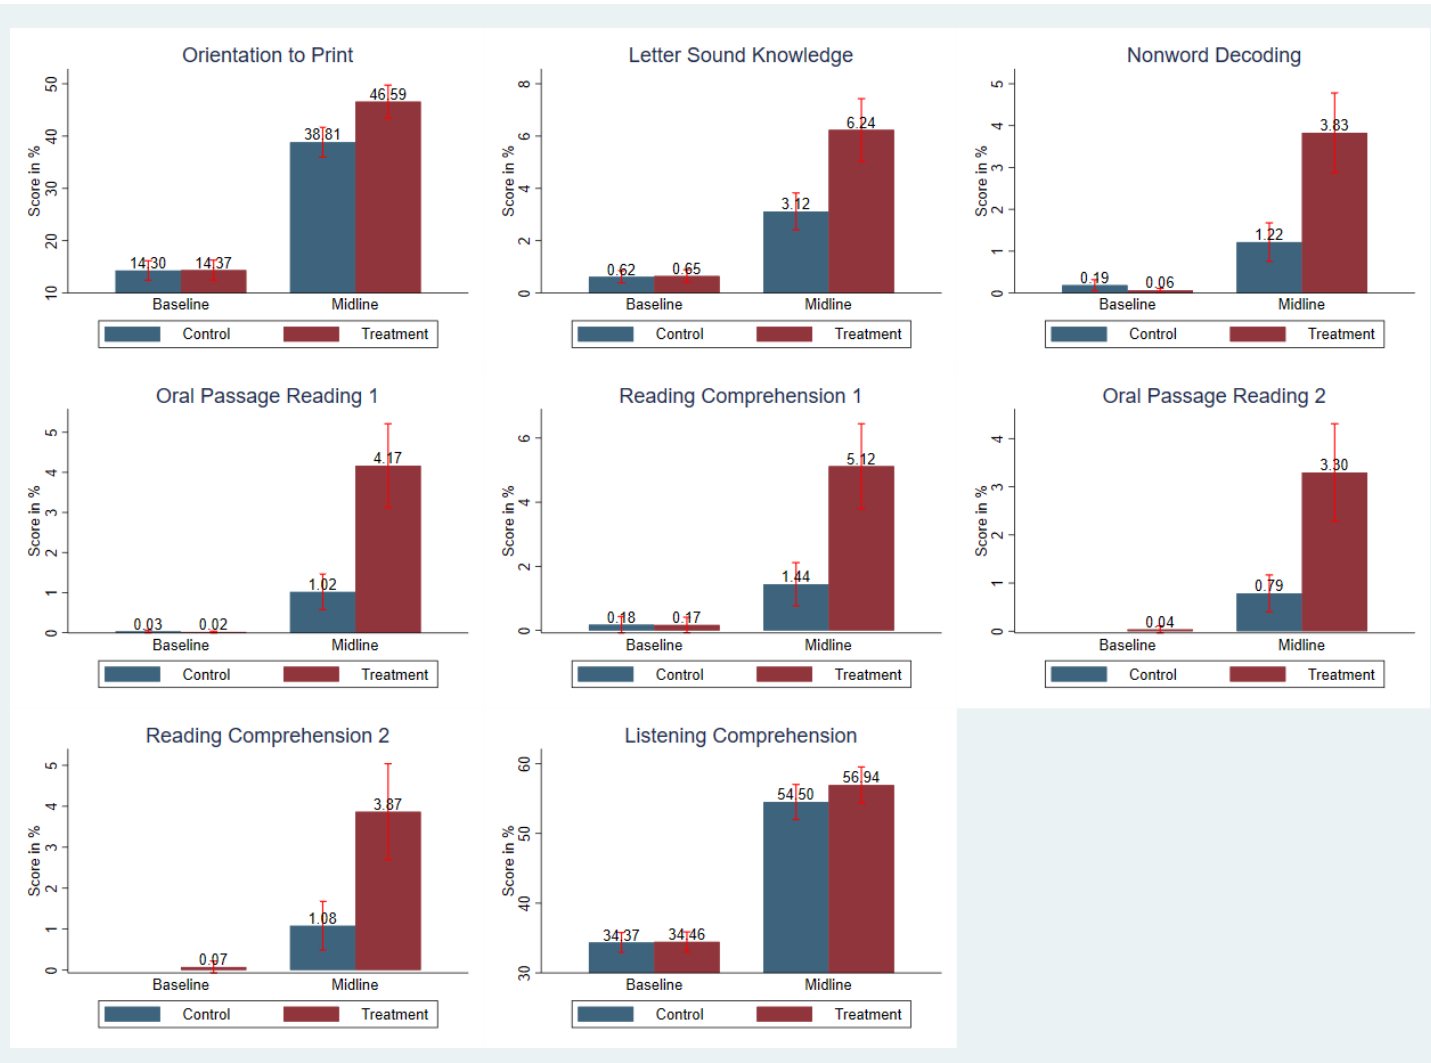 Orientation to Print
Score in %
50
40
30
20
10
14.30
14.37
38.81
46.59
Baseline
Midline
Control
Treatment
Letter Sound Knowledge
Score in %
8
6
4
2
0
0.62
0.65
3.12
6.24
Baseline
Midline
Control
Treatment
Nonword Decoding
Score in %
5
4
3
2
1
0
0.19
0.06
1.22
3.83
Baseline
Midline
Control
Treatment
Oral Passage Reading 1
Score in %
5
4
3
2
1
0
0.03
0.02
1.02
4.17
Baseline
Midline
Control
Treatment
Reading Comprehension 1
Score in %
6
4
2
0
0.18
0.17
1.44
5.12
Baseline
Midline
Control
Treatment
Oral Passage Reading 2
Score in %
4
3
2
1
0
0.04
0.79
3.30
Baseline
Midline
Control
Treatment
Reading Comprehension 2
Score in %
5
4
3
2
1
0
0.07
1.08
3.87
Baseline
Midline
Control
Treatment
Listening Comprehension
Score in %
60
50
40
30
34.37
34.46
54.50
56.94
Baseline
Midline
Control
Treatment